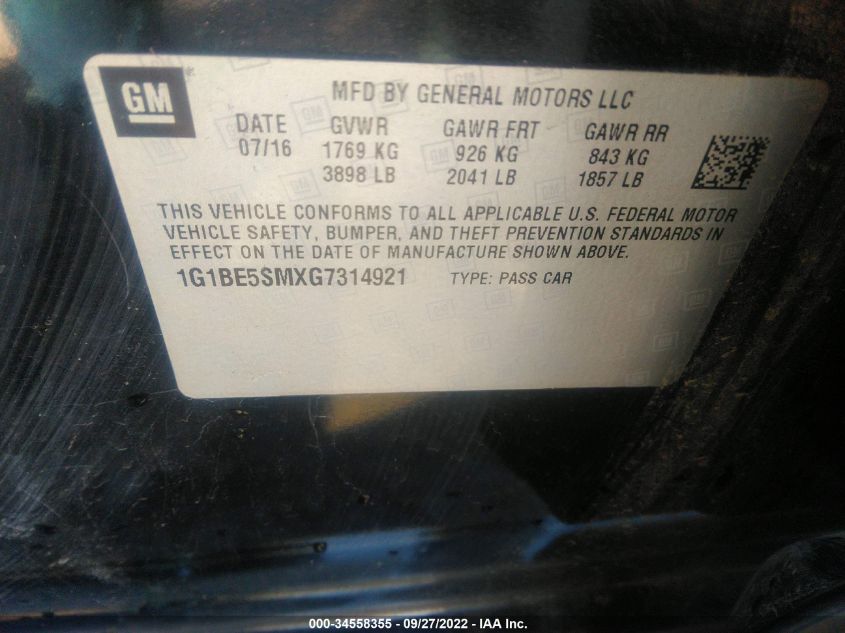 GM
MFD BY GENERAL MOTORS LLC
DATE GVWR GAWR FRT GAWR RR
07/16 1769 KG 926 KG 843 KG
3898 LB 2041 LB 1857 LB
THIS VEHICLE CONFORMS TO ALL APPLICABLE U.S. FEDERAL MOTOR
VEHICLE SAFETY, BUMPER, AND THEFT PREVENTION STANDARDS IN
EFFECT ON THE DATE OF MANUFACTURE SHOWN ABOVE.
1G1BE5SMXG7314921 TYPE: PASS CAR
000-34558355 - 09/27/2022 - IAA Inc.